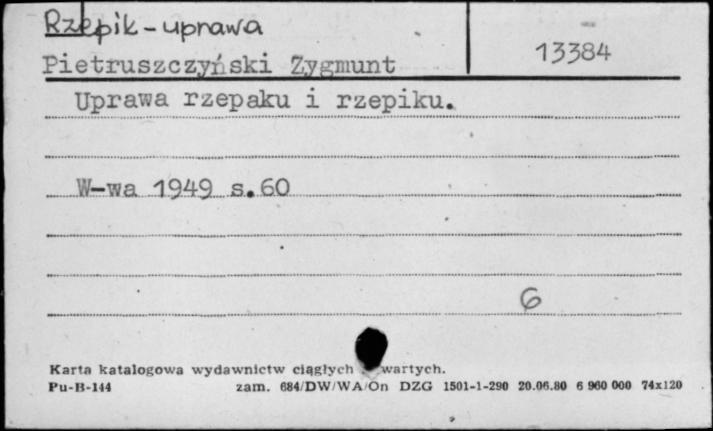 Rzepik - uprawa
13384
Pietruszczyński Zygmunt
Uprawa rzepaku i rzepiku.
W-wa 1949 s.60
6
Karta katalogowa wydawnictw ciągłych wartych.
Pu-B-144 zam. 684/DW/WA/On DZG 1501-1-290 20.06.80 6 960 000 74x120